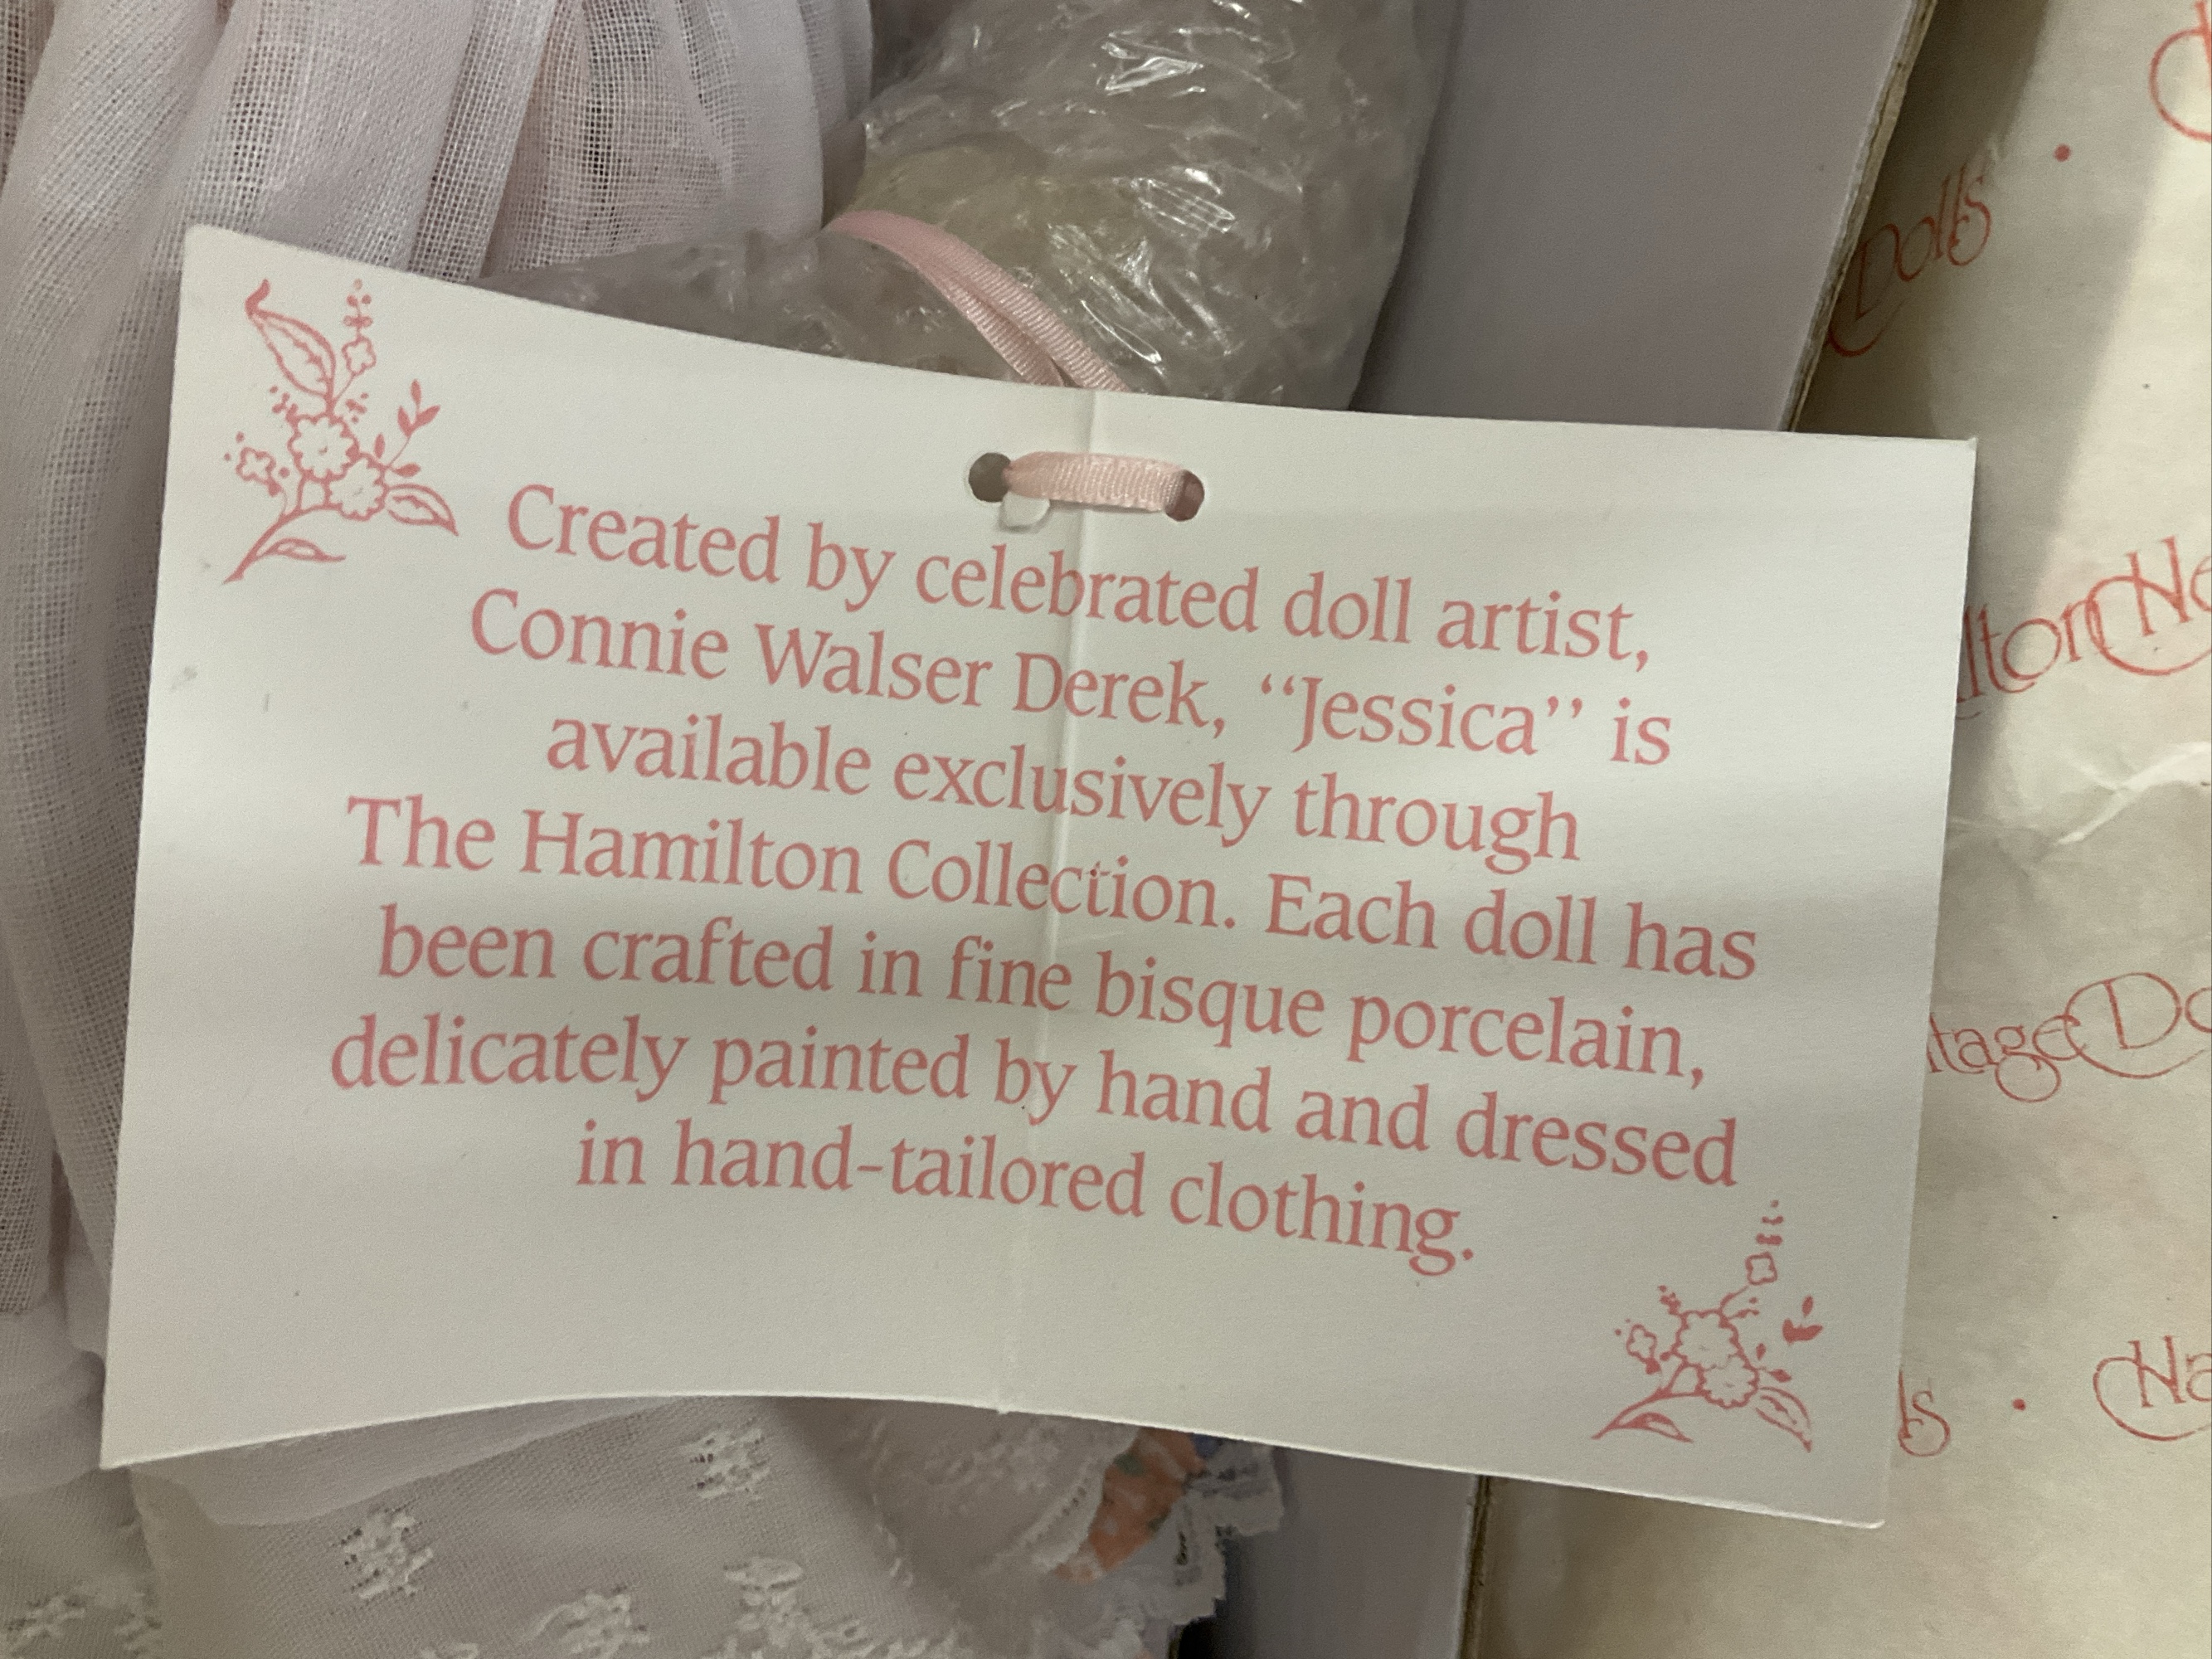 Created by celebrated doll artist,
Connie Walser Derek, “Jessica” is
available exclusively through
The Hamilton Collection. Each doll has
been crafted in fine bisque porcelain,
delicately painted by hand and dressed
in hand-tailored clothing.
Dolls •